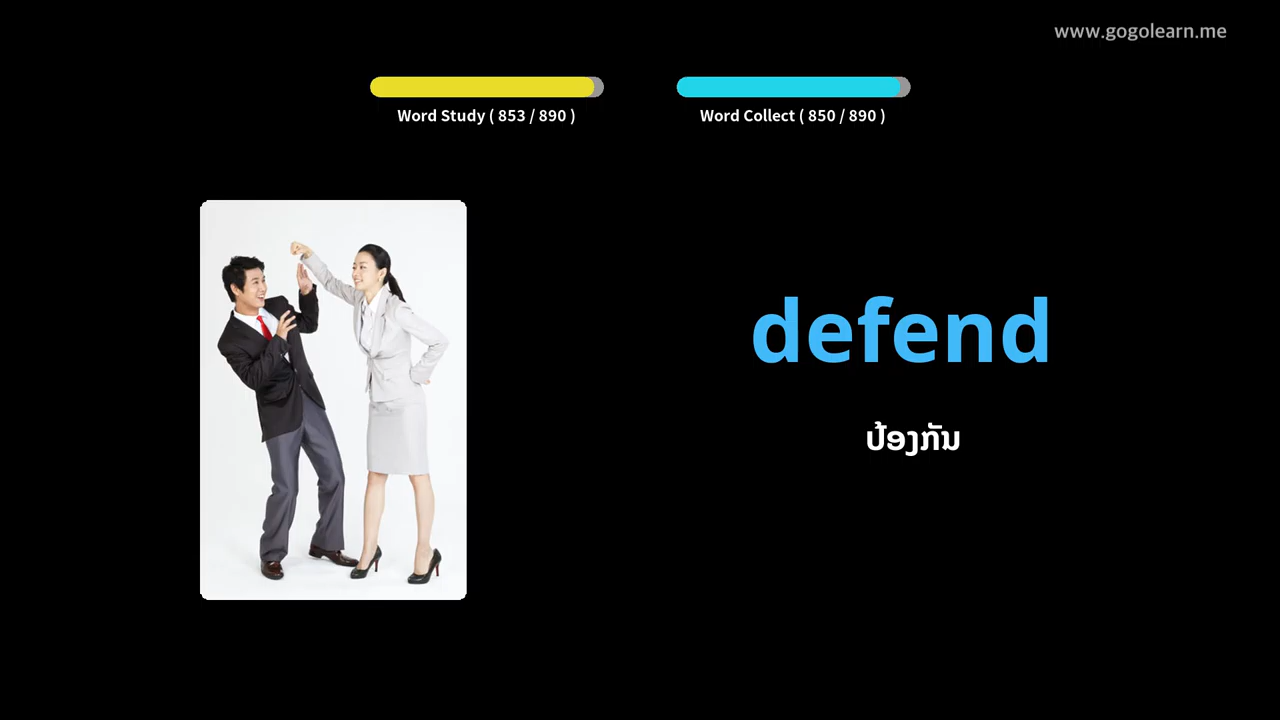 www.gogolearn.me
Word Study ( 853 / 890 )
Word Collect ( 850 / 890 )
defend
ປ້ອງກັນ